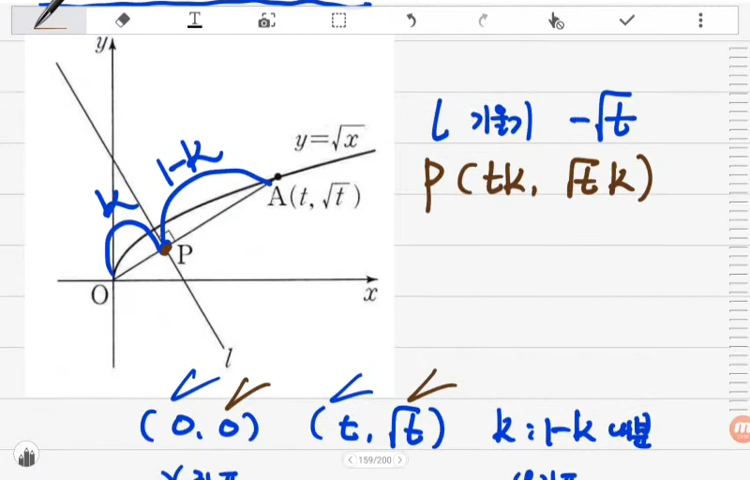 T
y
y=√x
l 기울기 -√t
1-k
P(tk, √t k)
k
A(t, √t)
P
O
x
l
(0, 0) (t, √t) k : 1-k 내분
159/200